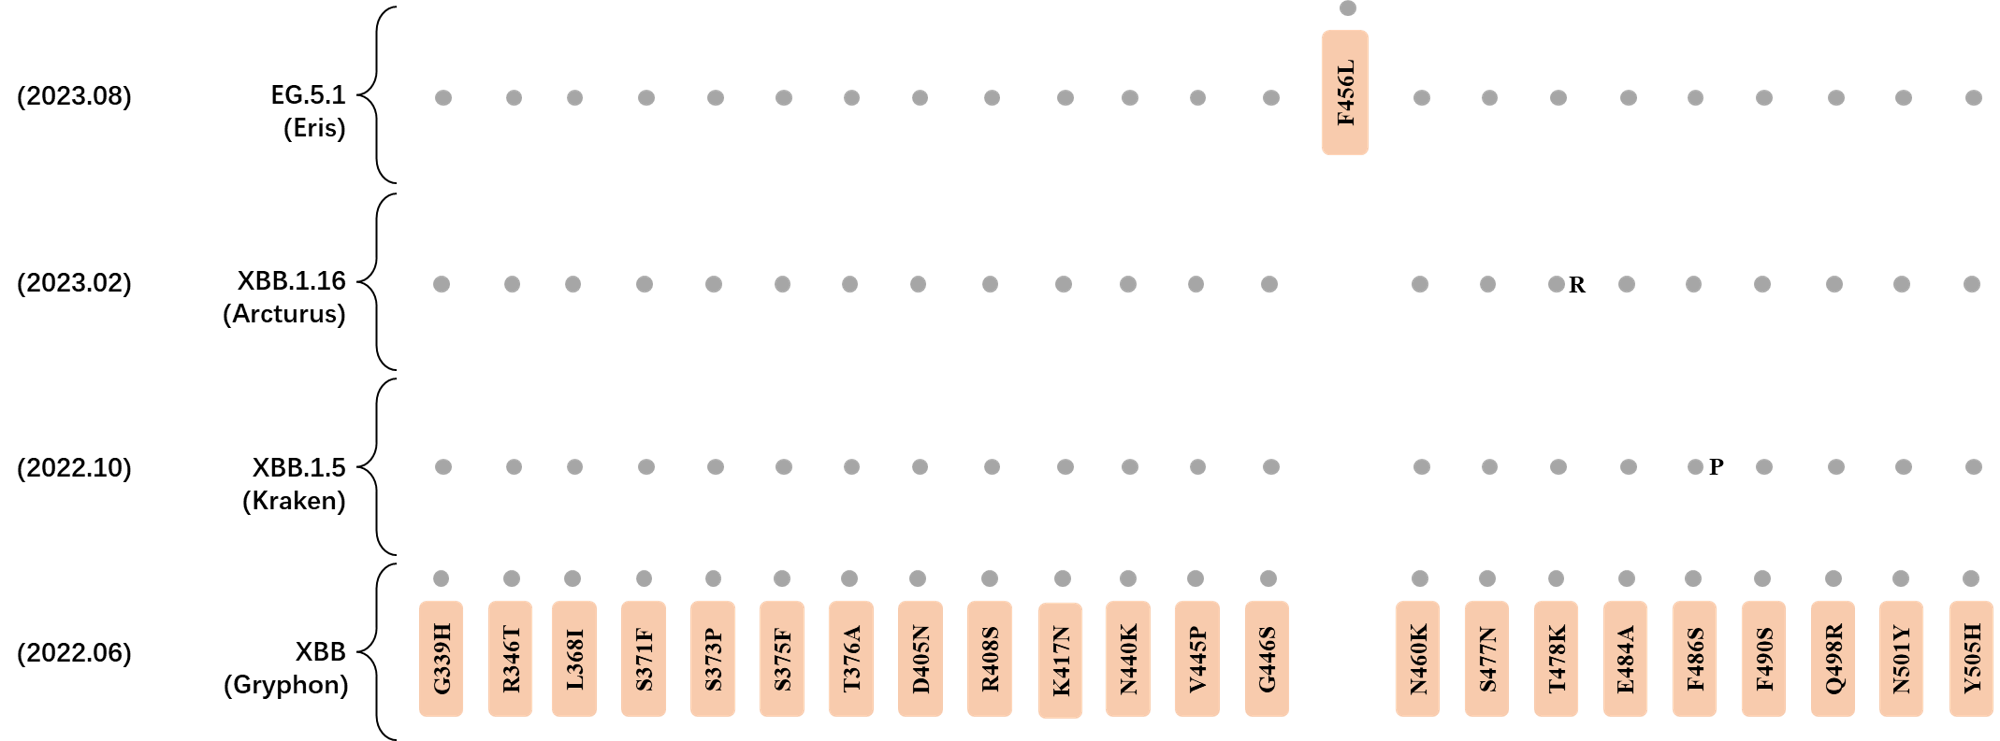 (2023.08)
EG.5.1
(Eris)
F456L
(2023.02)
XBB.1.16
(Arcturus)
R
(2022.10)
XBB.1.5
(Kraken)
P
(2022.06)
XBB
(Gryphon)
G339H
R346T
L368I
S371F
S373P
S375F
T376A
D405N
R408S
K417N
N440K
V445P
G446S
N460K
S477N
T478K
E484A
F486S
F490S
Q498R
N501Y
Y505H